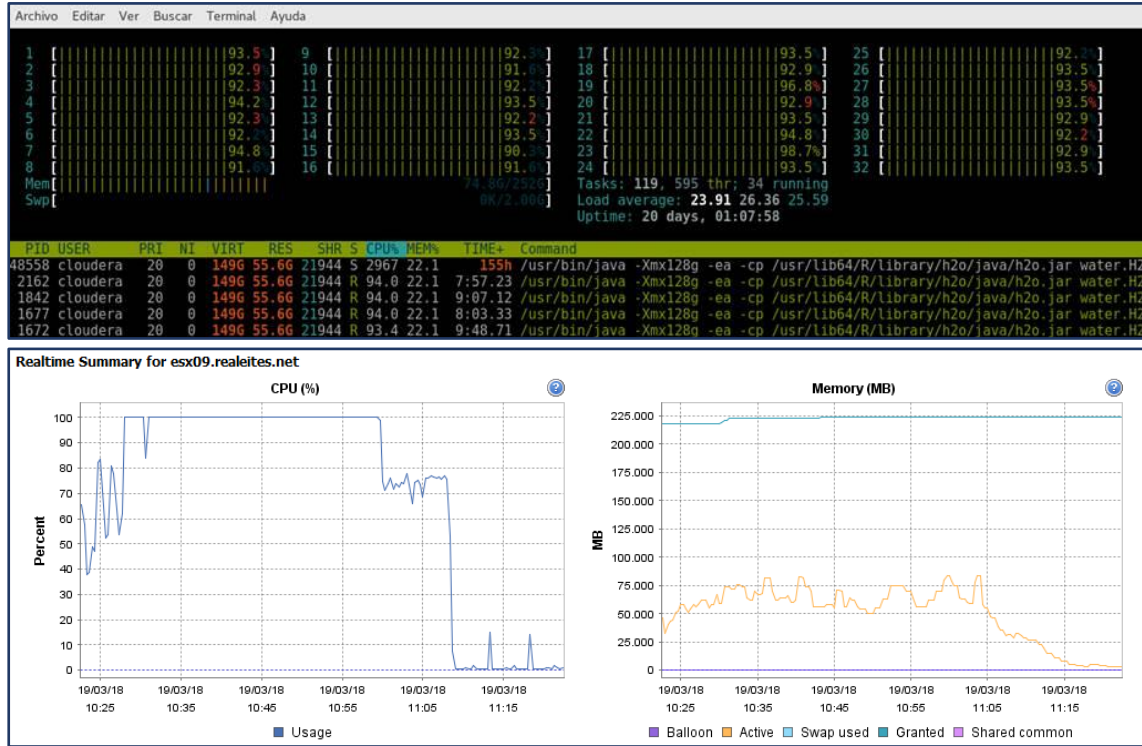 Archivo Editar Ver Buscar Terminal Ayuda
1 [93.5%] 9 [92.3%] 17 [93.5%] 25 [92.2%]
2 [92.9%] 10 [91.6%] 18 [92.9%] 26 [93.5%]
3 [92.3%] 11 [92.2%] 19 [96.8%] 27 [93.5%]
4 [94.2%] 12 [93.5%] 20 [92.9%] 28 [93.5%]
5 [92.3%] 13 [92.2%] 21 [92.2%] 29 [92.9%]
6 [92.2%] 14 [93.5%] 22 [94.8%] 30 [92.2%]
7 [94.8%] 15 [90.3%] 23 [98.7%] 31 [92.9%]
8 [91.6%] 16 [91.6%] 24 [93.5%] 32 [93.5%]
Mem[74.8G/252G] Tasks: 119, 595 thr; 34 running
Swp[0K/2.00G] Load average: 23.91 26.36 25.59
Uptime: 20 days, 01:07:58
PID USER PRI NI VIRT RES SHR S CPU% MEM% TIME+ Command
48558 cloudera 20 0 149G 55.6G 21944 S 2967 22.1 155h /usr/bin/java -Xmx128g -ea -cp /usr/lib64/R/library/h2o/java/h2o.jar water.H2
2162 cloudera 20 0 149G 55.6G 21944 R 94.0 22.1 7:57.23 /usr/bin/java -Xmx128g -ea -cp /usr/lib64/R/library/h2o/java/h2o.jar water.H2
1842 cloudera 20 0 149G 55.6G 21944 R 94.0 22.1 9:07.12 /usr/bin/java -Xmx128g -ea -cp /usr/lib64/R/library/h2o/java/h2o.jar water.H2
1677 cloudera 20 0 149G 55.6G 21944 R 94.0 22.1 8:03.33 /usr/bin/java -Xmx128g -ea -cp /usr/lib64/R/library/h2o/java/h2o.jar water.H2
1672 cloudera 20 0 149G 55.6G 21944 R 93.4 22.1 9:48.71 /usr/bin/java -Xmx128g -ea -cp /usr/lib64/R/library/h2o/java/h2o.jar water.H2
Realtime Summary for esx09.realeites.net
CPU (%)
?
100
90
80
70
60
50
40
30
20
10
0
Percent
19/03/18 19/03/18 19/03/18 19/03/18 19/03/18 19/03/18
10:25 10:35 10:45 10:55 11:05 11:15
Usage
Memory (MB)
?
225.000
200.000
175.000
150.000
125.000
100.000
75.000
50.000
25.000
0
MB
19/03/18 19/03/18 19/03/18 19/03/18 19/03/18 19/03/18
10:25 10:35 10:45 10:55 11:05 11:15
Balloon Active Swap used Granted Shared common